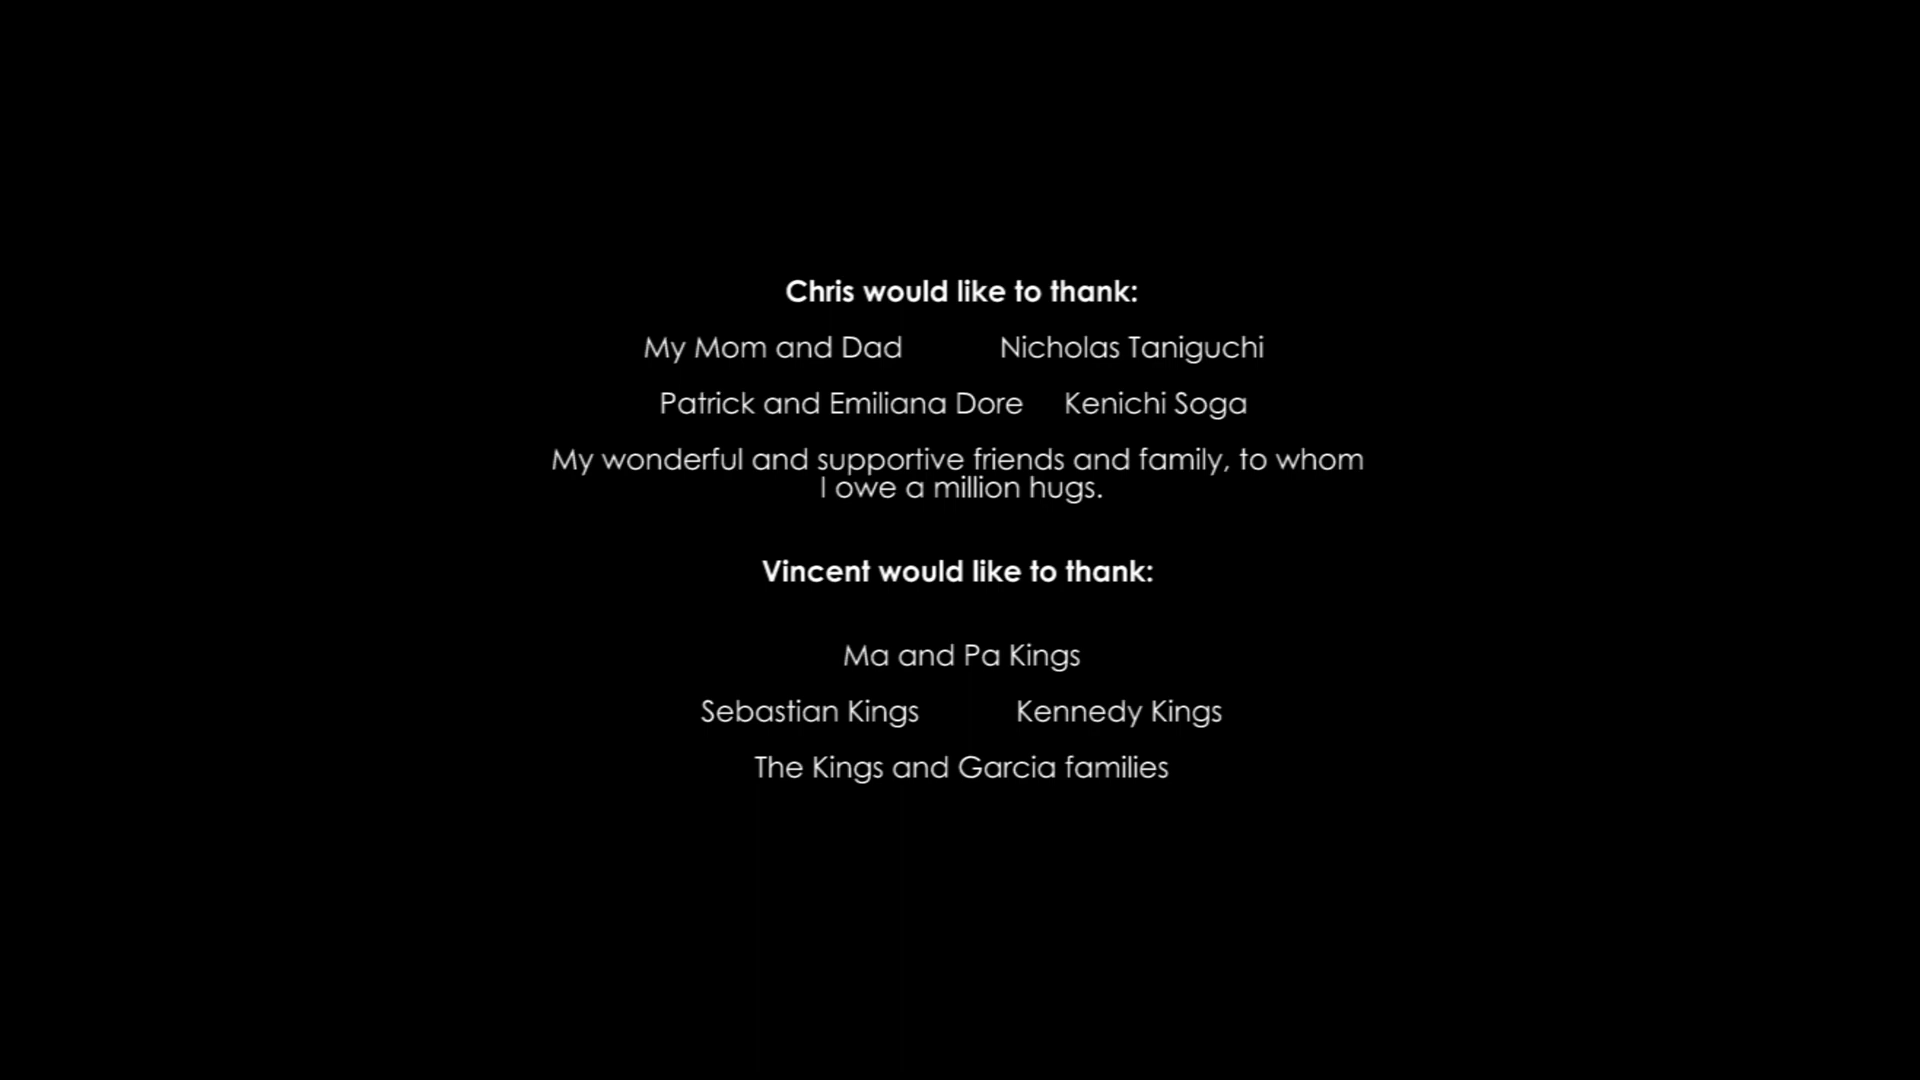 Chris would like to thank:
My Mom and Dad Nicholas Taniguchi
Patrick and Emiliana Dore Kenichi Soga
My wonderful and supportive friends and family, to whom
I owe a million hugs.
Vincent would like to thank:
Ma and Pa Kings
Sebastian Kings Kennedy Kings
The Kings and Garcia families